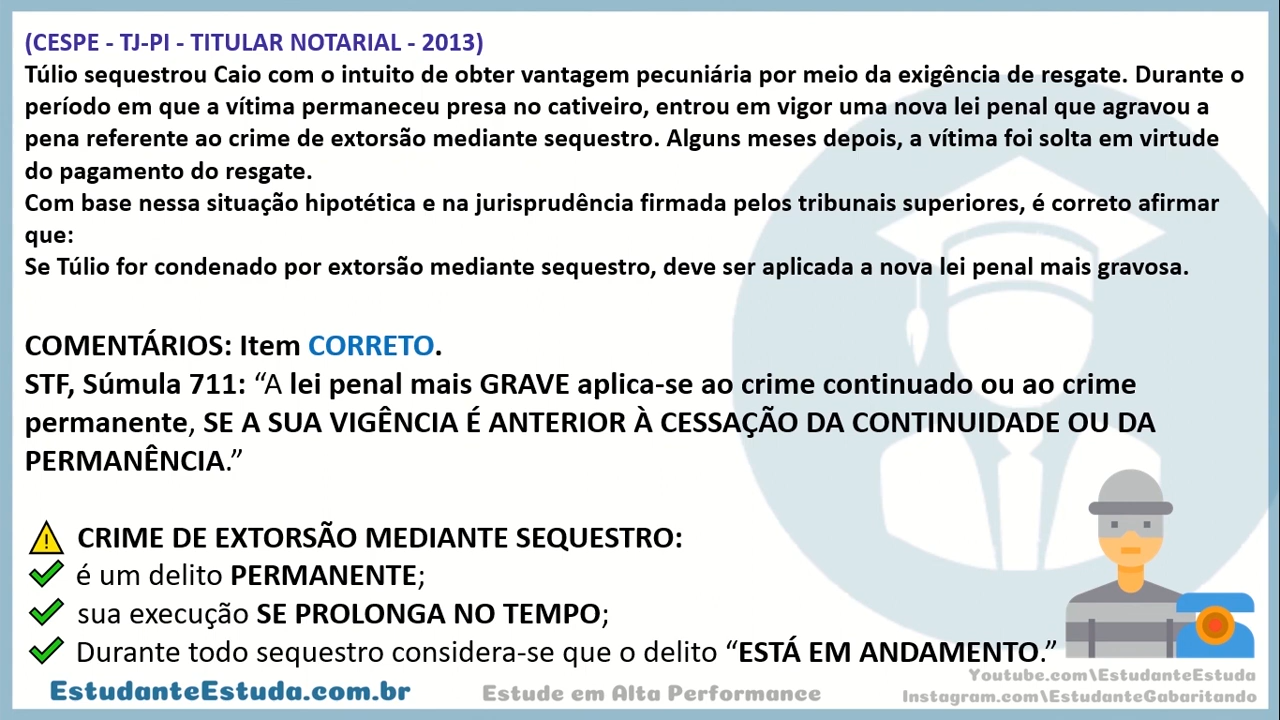 (CESPE - TJ-PI - TITULAR NOTARIAL - 2013)
Túlio sequestrou Caio com o intuito de obter vantagem pecuniária por meio da exigência de resgate. Durante o
período em que a vítima permaneceu presa no cativeiro, entrou em vigor uma nova lei penal que agravou a
pena referente ao crime de extorsão mediante sequestro. Alguns meses depois, a vítima foi solta em virtude
do pagamento do resgate.
Com base nessa situação hipotética e na jurisprudência firmada pelos tribunais superiores, é correto afirmar
que:
Se Túlio for condenado por extorsão mediante sequestro, deve ser aplicada a nova lei penal mais gravosa.
COMENTÁRIOS: Item CORRETO.
STF, Súmula 711: “A lei penal mais GRAVE aplica-se ao crime continuado ou ao crime
permanente, SE A SUA VIGÊNCIA É ANTERIOR À CESSAÇÃO DA CONTINUIDADE OU DA
PERMANÊNCIA.”
CRIME DE EXTORSÃO MEDIANTE SEQUESTRO:
é um delito PERMANENTE;
sua execução SE PROLONGA NO TEMPO;
Durante todo sequestro considera-se que o delito “ESTÁ EM ANDAMENTO.”
EstudanteEstuda.com.br
Estude em Alta Performance
Youtube.com\EstudanteEstuda
Instagram.com\EstudanteGabaritando